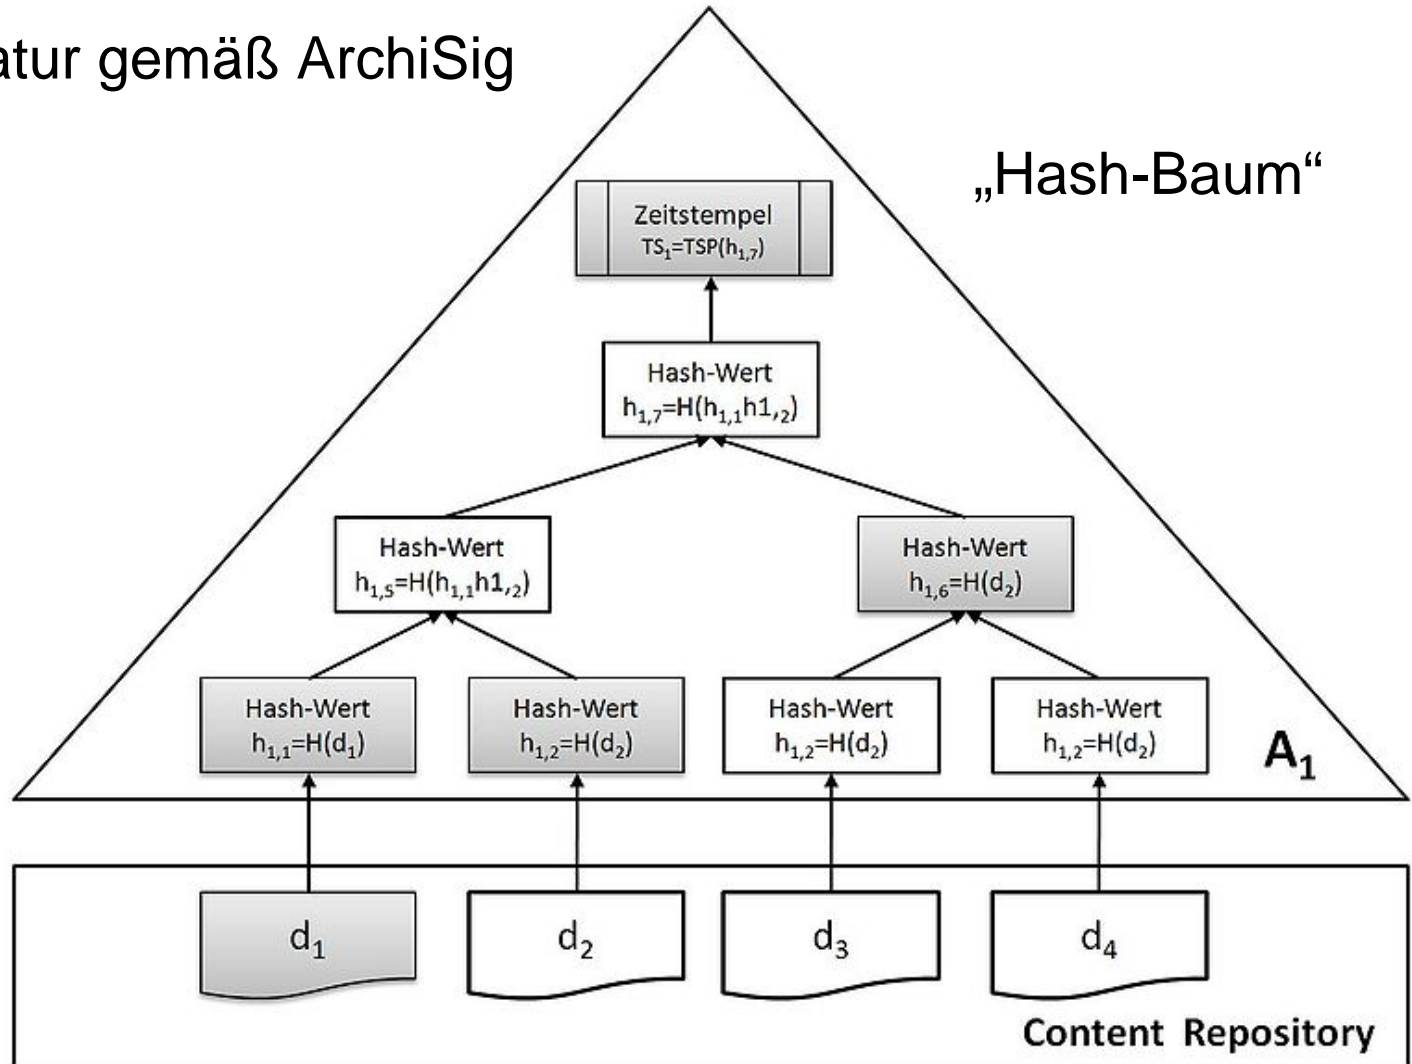 atur gemäß ArchiSig
„Hash-Baum“
Zeitstempel
TS₁=TSP(h₁,₇)
Hash-Wert
h₁,₇=H(h₁,₁h1,₂)
Hash-Wert
h₁,₅=H(h₁,₁h1,₂)
Hash-Wert
h₁,₆=H(d₂)
Hash-Wert
h₁,₁=H(d₁)
Hash-Wert
h₁,₂=H(d₂)
Hash-Wert
h₁,₂=H(d₂)
Hash-Wert
h₁,₂=H(d₂)
A₁
d₁
d₂
d₃
d₄
Content Repository